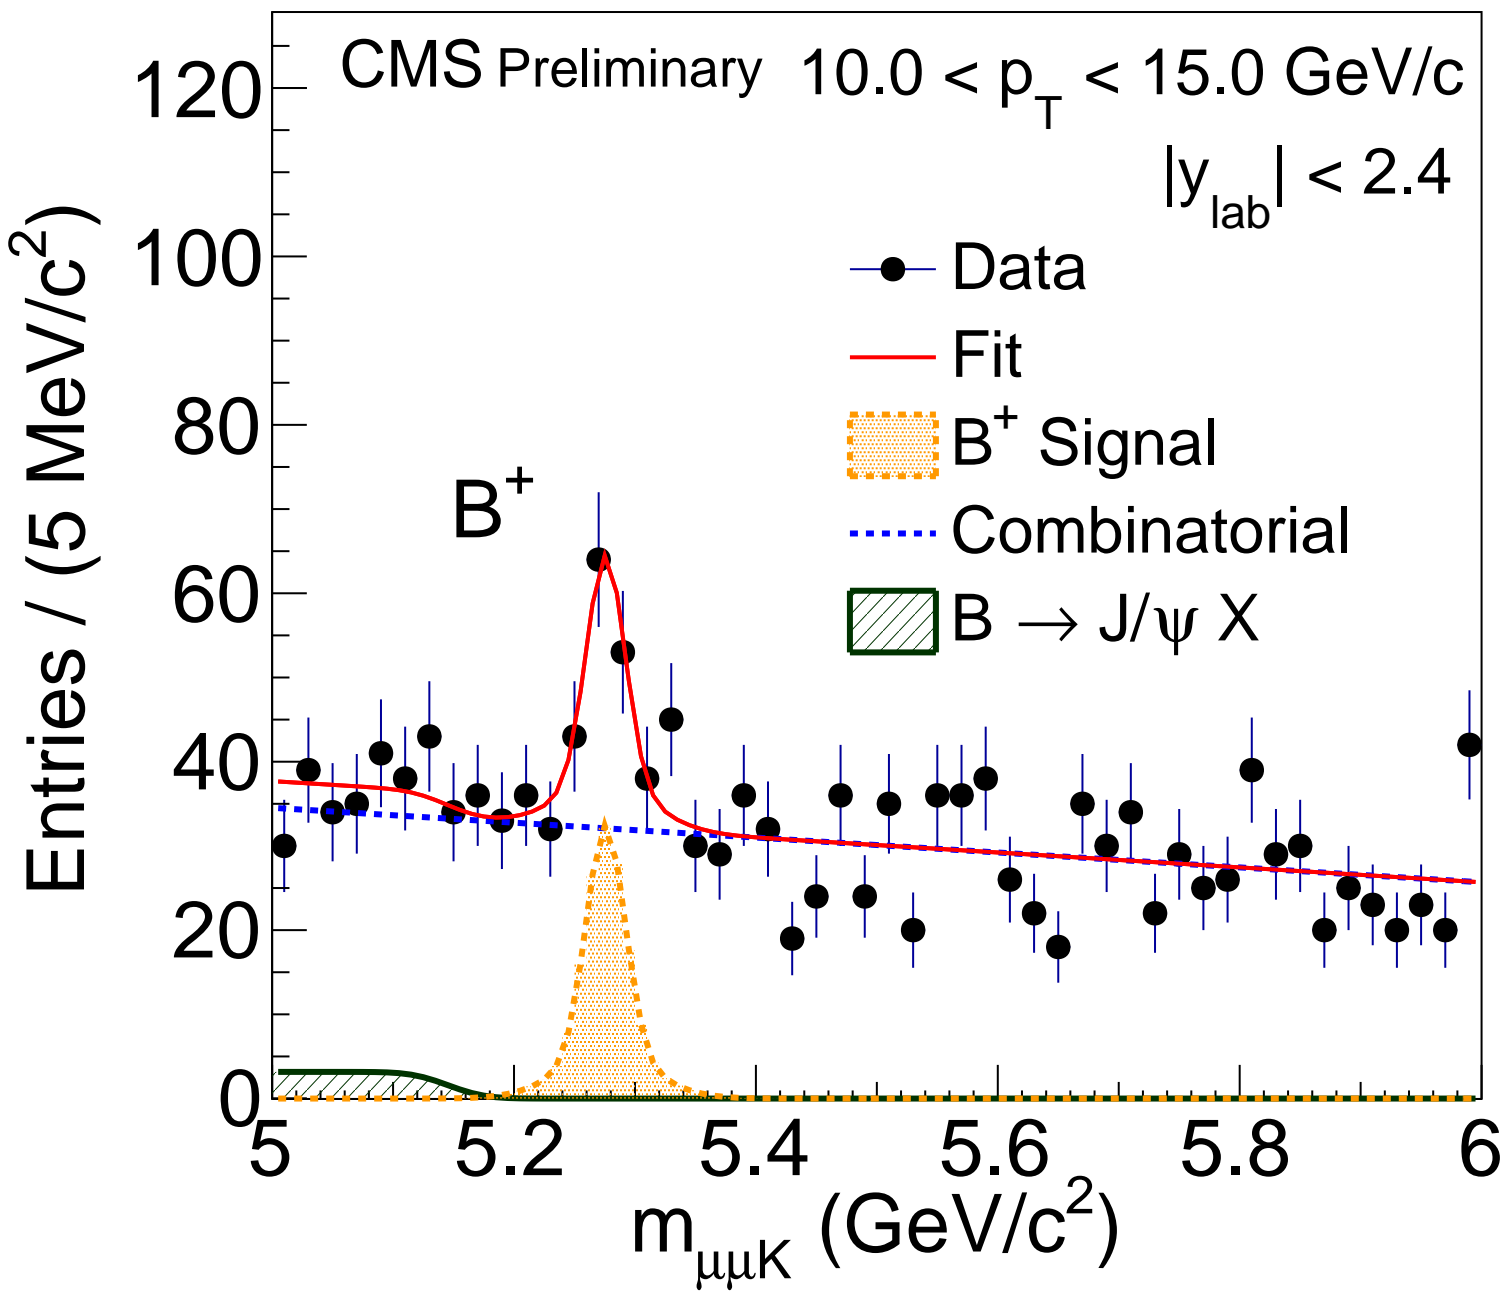 CMS Preliminary 10.0 < p_T < 15.0 GeV/c
|y_lab| < 2.4
Data
Fit
B⁺ Signal
Combinatorial
B → J/ψ X
B⁺
Entries / (5 MeV/c²)
120
100
80
60
40
20
0
5 5.2 5.4 5.6 5.8 6
m_μμK (GeV/c²)